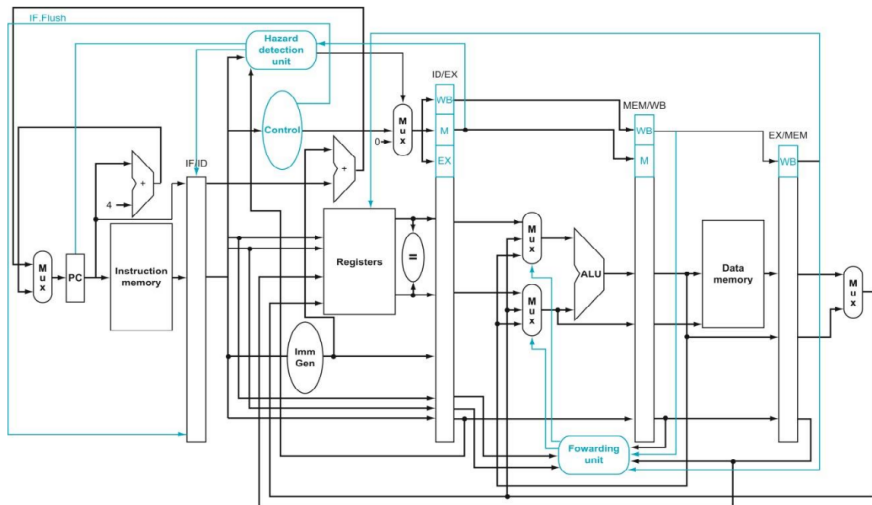 IF.Flush
Hazard
detection
unit
ID/EX
WB
MEM/WB
Control
M
u
x
M
WB
EX/MEM
0
IF/ID
+
EX
M
WB
4
+
M
u
x
Registers
=
M
u
x
PC
Instruction
memory
ALU
Data
memory
M
u
x
M
u
x
Imm
Gen
Fowarding
unit